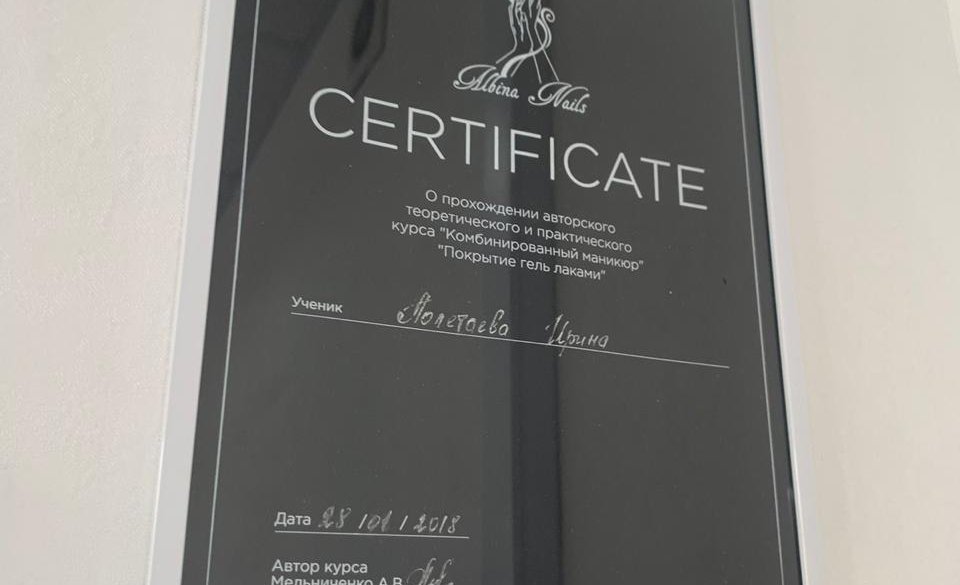 Albina Nails
CERTIFICATE
О прохождении авторского
теоретического и практического
курса "Комбинированный маникюр"
"Покрытие гель лаками"
Ученик Ирина
Дата 28/01/2018
Автор курса
Мельниченко А.В.